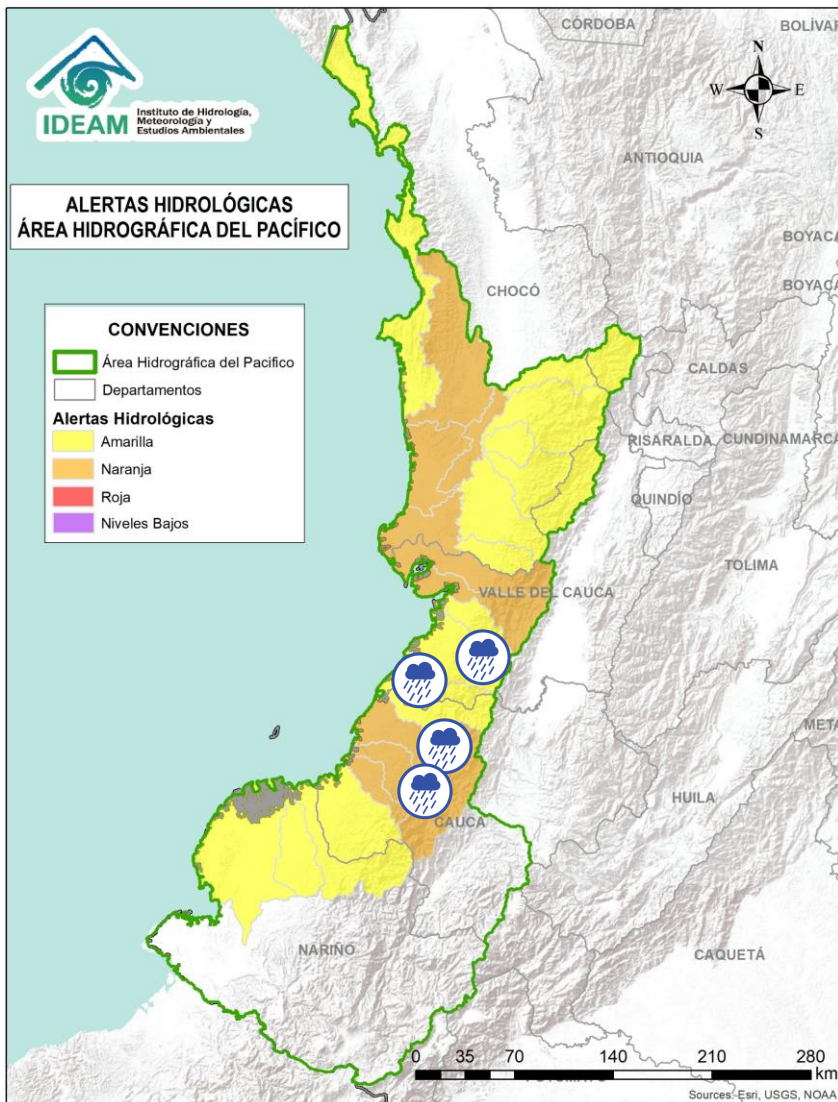 CÓRDOBA
BOLÍVAR
N
W
E
S
IDEAM
Instituto de Hidrología,
Meteorología y
Estudios Ambientales
ANTIOQUIA
ALERTAS HIDROLÓGICAS
ÁREA HIDROGRÁFICA DEL PACÍFICO
BOYACÁ
BOYACÁ
CHOCÓ
CONVENCIONES
Área Hidrográfica del Pacifico
Departamentos
Alertas Hidrológicas
Amarilla
Naranja
Roja
Niveles Bajos
CALDAS
RISARALDA
CUNDINAMARCA
QUINDÍO
TOLIMA
VALLE DEL CAUCA
META
HUILA
CAUCA
NARIÑO
CAQUETÁ
0 35 70 140 210 280
km
Sources: Esri, USGS, NOAA